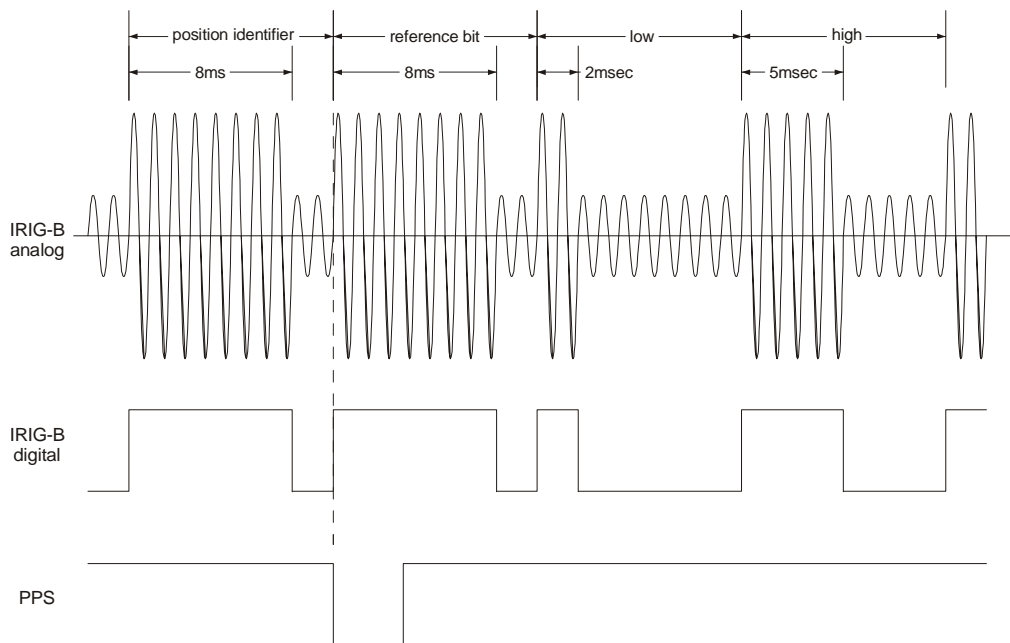 position identifier
reference bit
low
high
8ms
8ms
2msec
5msec
IRIG-B
analog
IRIG-B
digital
PPS